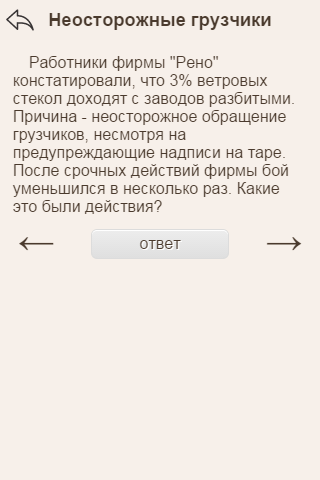 Неосторожные грузчики
Работники фирмы "Рено"
констатировали, что 3% ветровых
стекол доходят с заводов разбитыми.
Причина - неосторожное обращение
грузчиков, несмотря на
предупреждающие надписи на таре.
После срочных действий фирмы бой
уменьшился в несколько раз. Какие
это были действия?
ответ